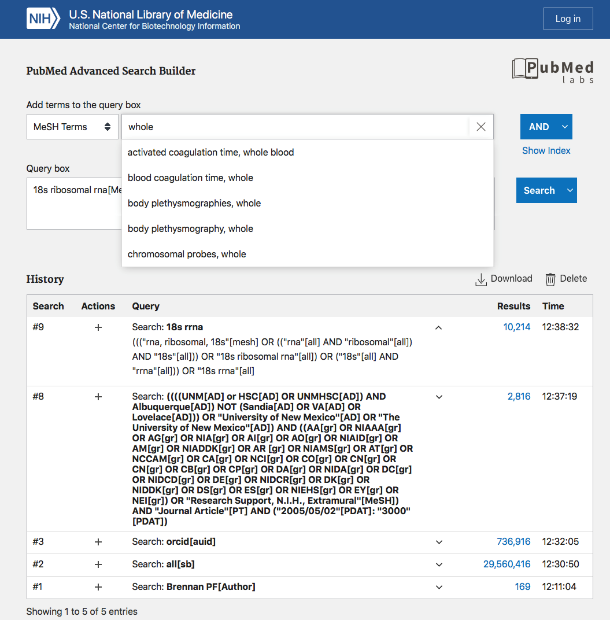 NIH
U.S. National Library of Medicine
National Center for Biotechnology Information
Log in
PubMed Advanced Search Builder
PubMed
labs
Add terms to the query box
MeSH Terms
whole
AND
activated coagulation time, whole blood
Show Index
blood coagulation time, whole
Query box
18s ribosomal rna[Me
Search
body plethysmographies, whole
body plethysmography, whole
chromosomal probes, whole
History
Download
Delete
Search Actions Query Results Time
#9 + Search: 18s rrna 10,214 12:38:32
((("rna, ribosomal, 18s"[mesh] OR (("rna"[all] AND "ribosomal"[all])
AND "18s"[all])) OR "18s ribosomal rna"[all]) OR ("18s"[all] AND
"rrna"[all])) OR "18s rrna"[all]
#8 + Search: ((((UNM[AD] or HSC[AD] OR UNMHSC[AD]) AND 2,816 12:37:19
Albuquerque[AD]) NOT (Sandia[AD] OR VA[AD] OR
Lovelace[AD])) OR "University of New Mexico"[AD] OR "The
University of New Mexico"[AD]) AND ((AA[gr] OR NIAAA[gr]
OR AG[gr] OR NIA[gr] OR AI[gr] OR AO[gr] OR NIAID[gr] OR
AM[gr] OR NIADDK[gr] OR AR [gr] OR NIAMS[gr] OR AT[gr] OR
NCCAM[gr] OR CA[gr] OR NCI[gr] OR CO[gr] OR CN[gr] OR
CN[gr] OR CB[gr] OR CP[gr] OR DA[gr] OR NIDA[gr] OR DC[gr]
OR NIDCD[gr] OR DE[gr] OR NIDCR[gr] OR DK[gr] OR
NIDDK[gr] OR DS[gr] OR ES[gr] OR NIEHS[gr] OR EY[gr] OR
NEI[gr]) OR "Research Support, N.I.H., Extramural"[MeSH])
AND "Journal Article"[PT] AND ("2005/05/02"[PDAT]: "3000"
[PDAT])
#3 + Search: orcid[auid] 736,916 12:32:05
#2 + Search: all[sb] 29,560,416 12:30:50
#1 + Search: Brennan PF[Author] 169 12:11:04
Showing 1 to 5 of 5 entries